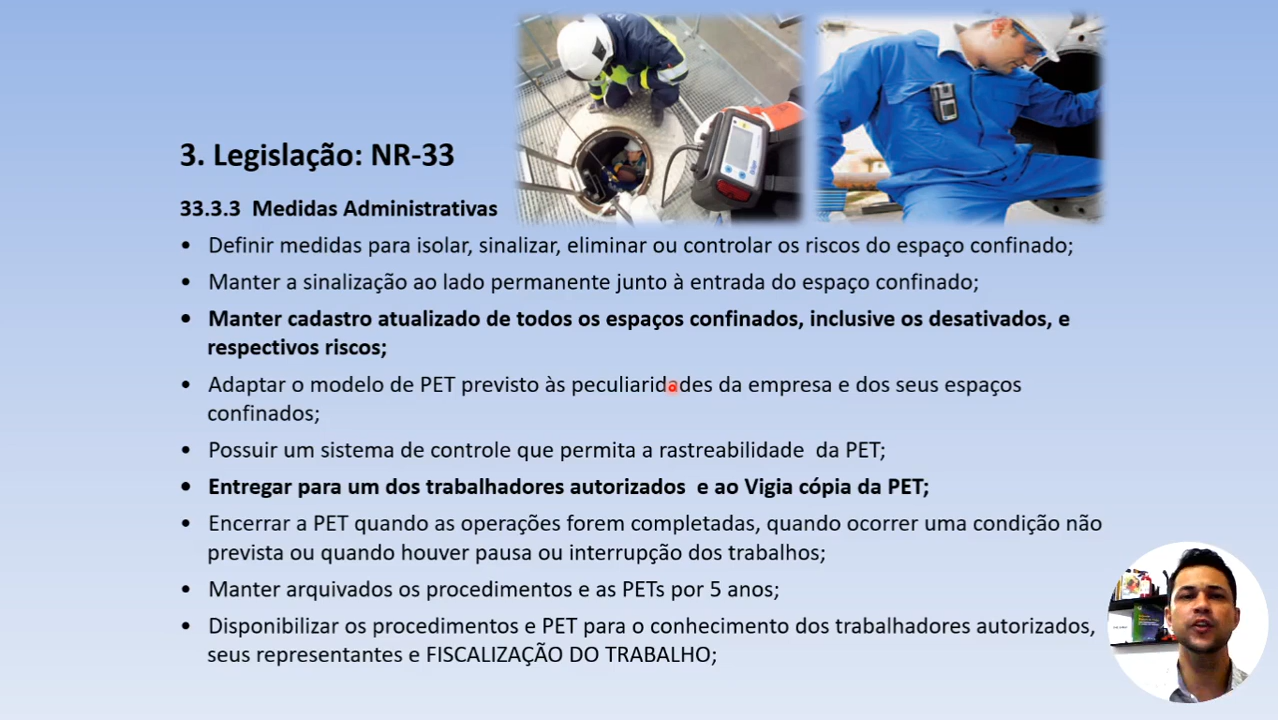 3. Legislação: NR-33
33.3.3 Medidas Administrativas
• Definir medidas para isolar, sinalizar, eliminar ou controlar os riscos do espaço confinado;
• Manter a sinalização ao lado permanente junto à entrada do espaço confinado;
• Manter cadastro atualizado de todos os espaços confinados, inclusive os desativados, e
respectivos riscos;
• Adaptar o modelo de PET previsto às peculiaridades da empresa e dos seus espaços
confinados;
• Possuir um sistema de controle que permita a rastreabilidade da PET;
• Entregar para um dos trabalhadores autorizados e ao Vigia cópia da PET;
• Encerrar a PET quando as operações forem completadas, quando ocorrer uma condição não
prevista ou quando houver pausa ou interrupção dos trabalhos;
• Manter arquivados os procedimentos e as PETs por 5 anos;
• Disponibilizar os procedimentos e PET para o conhecimento dos trabalhadores autorizados,
seus representantes e FISCALIZAÇÃO DO TRABALHO;